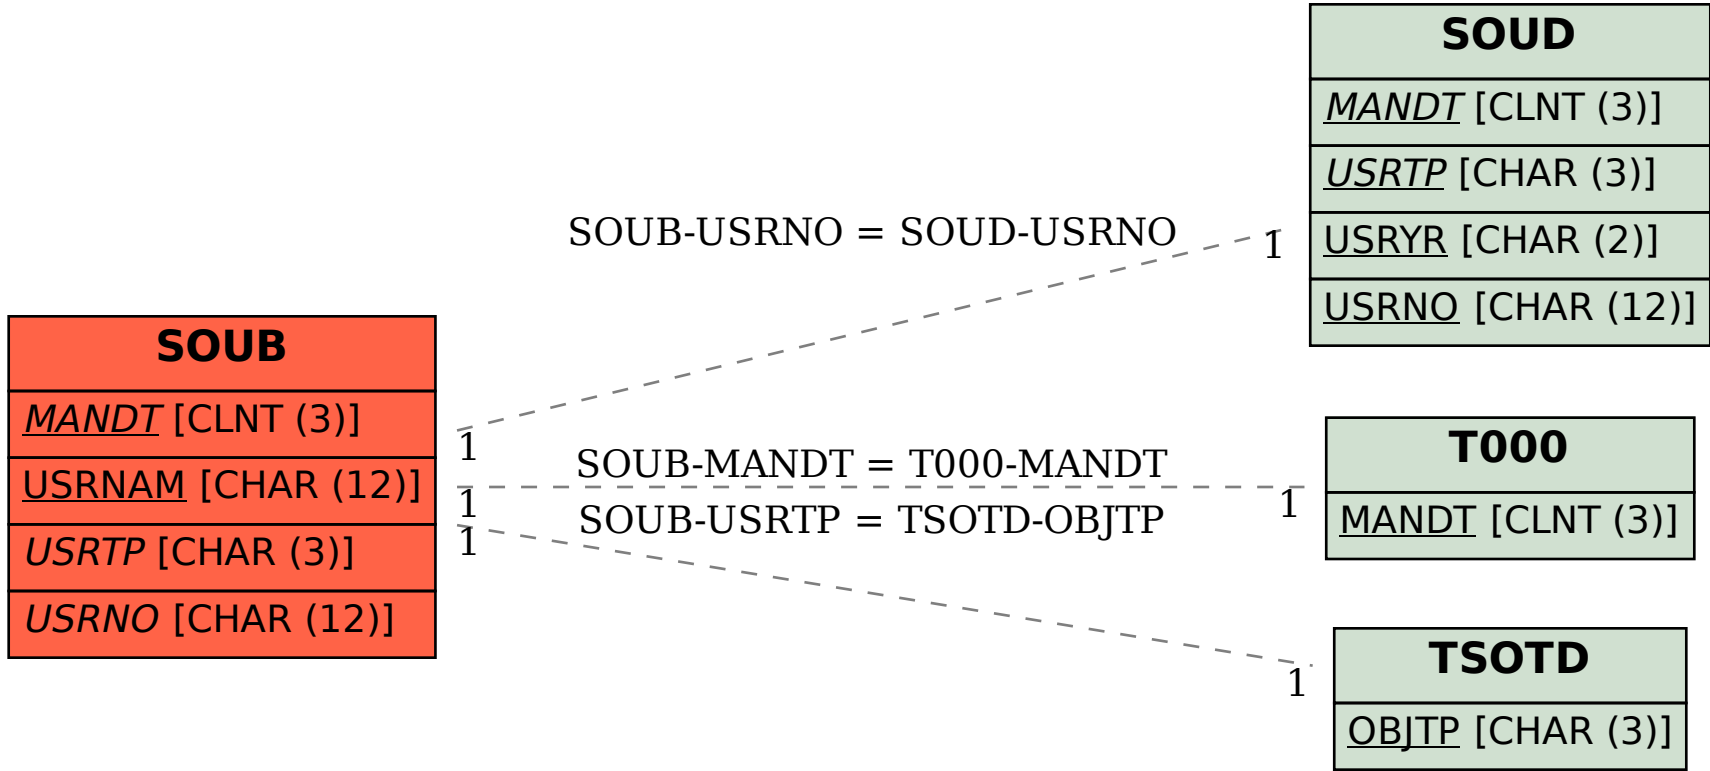 SOUD
MANDT [CLNT (3)]
USRTP [CHAR (3)]
USRYR [CHAR (2)]
USRNO [CHAR (12)]
SOUB-USRNO = SOUD-USRNO
1
1
SOUB
MANDT [CLNT (3)]
USRNAM [CHAR (12)]
USRTP [CHAR (3)]
USRNO [CHAR (12)]
SOUB-MANDT = T000-MANDT
1
1
SOUB-USRTP = TSOTD-OBJTP
1
1
T000
MANDT [CLNT (3)]
TSOTD
OBJTP [CHAR (3)]